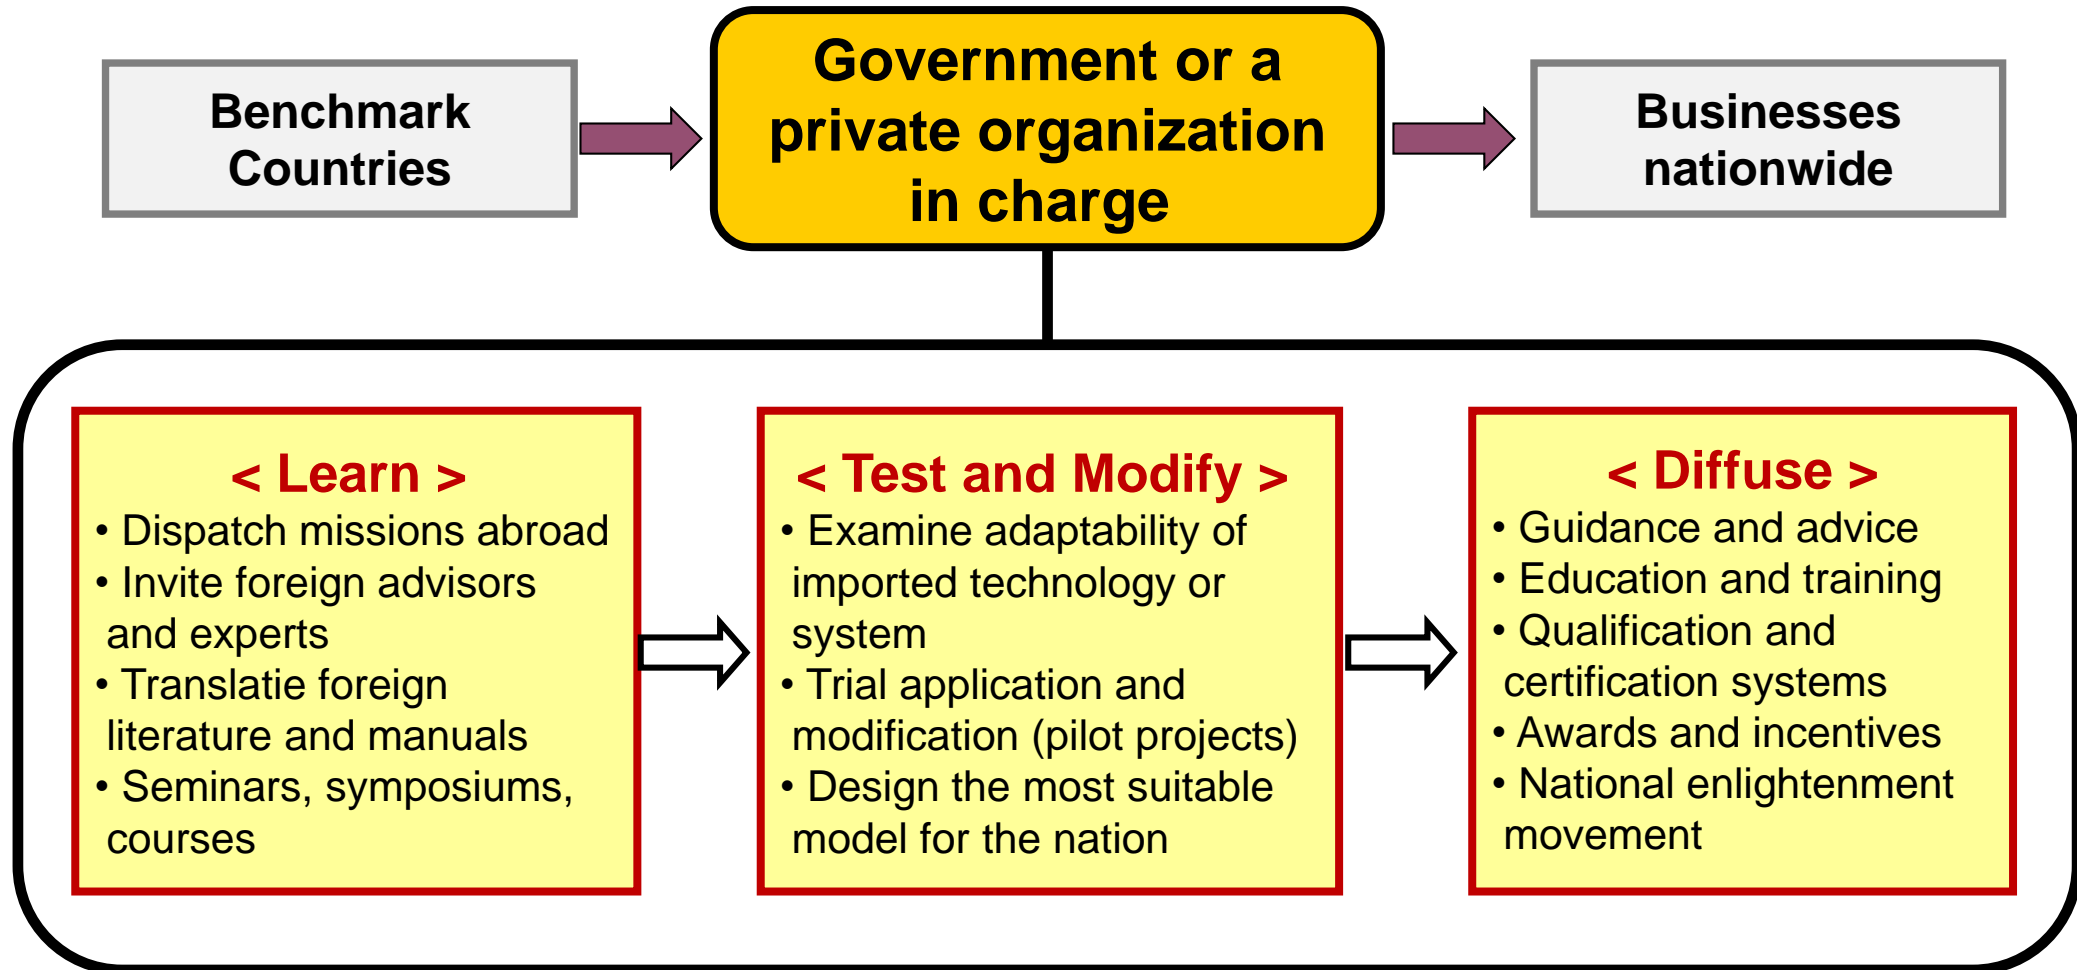 Benchmark
Countries
Government or a
private organization
in charge
Businesses
nationwide
< Learn >
• Dispatch missions abroad
• Invite foreign advisors
and experts
• Translatie foreign
literature and manuals
• Seminars, symposiums,
courses
< Test and Modify >
• Examine adaptability of
imported technology or
system
• Trial application and
modification (pilot projects)
• Design the most suitable
model for the nation
< Diffuse >
• Guidance and advice
• Education and training
• Qualification and
certification systems
• Awards and incentives
• National enlightenment
movement